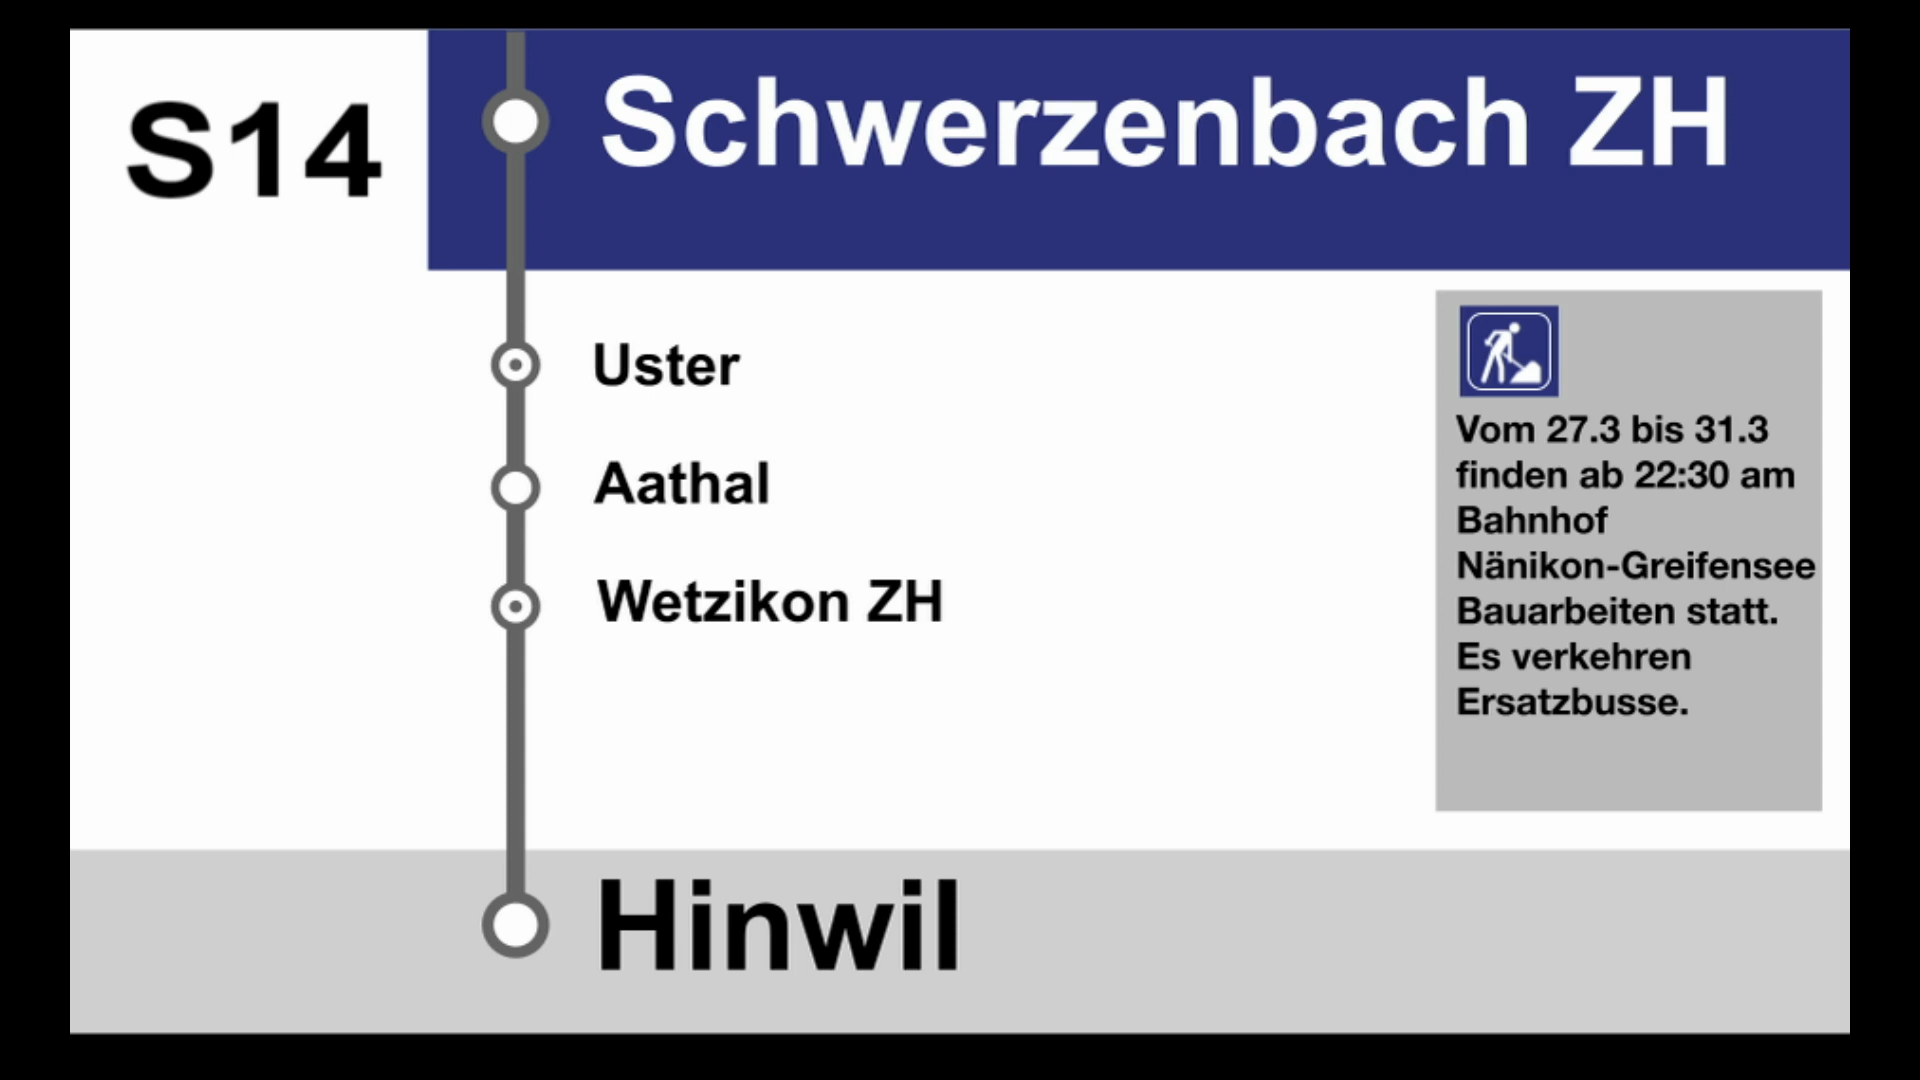 S14
Schwerzenbach ZH
Uster
Aathal
Wetzikon ZH
Hinwil
Vom 27.3 bis 31.3
finden ab 22:30 am
Bahnhof
Nänikon-Greifensee
Bauarbeiten statt.
Es verkehren
Ersatzbusse.